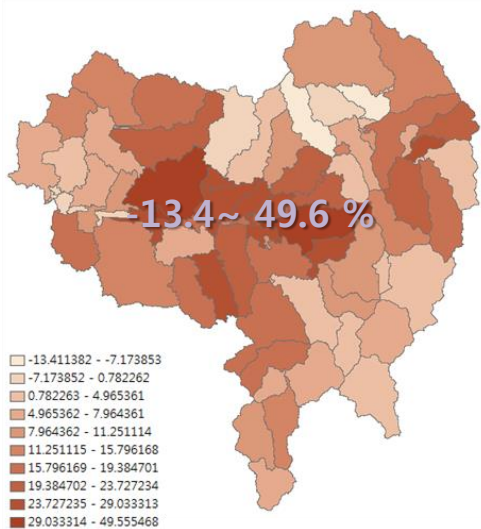 -13.4~ 49.6 %
-13.411382 - -7.173853
-7.173852 - 0.782262
0.782263 - 4.965361
4.965362 - 7.964361
7.964362 - 11.251114
11.251115 - 15.796168
15.796169 - 19.384701
19.384702 - 23.727234
23.727235 - 29.033313
29.033314 - 49.555468